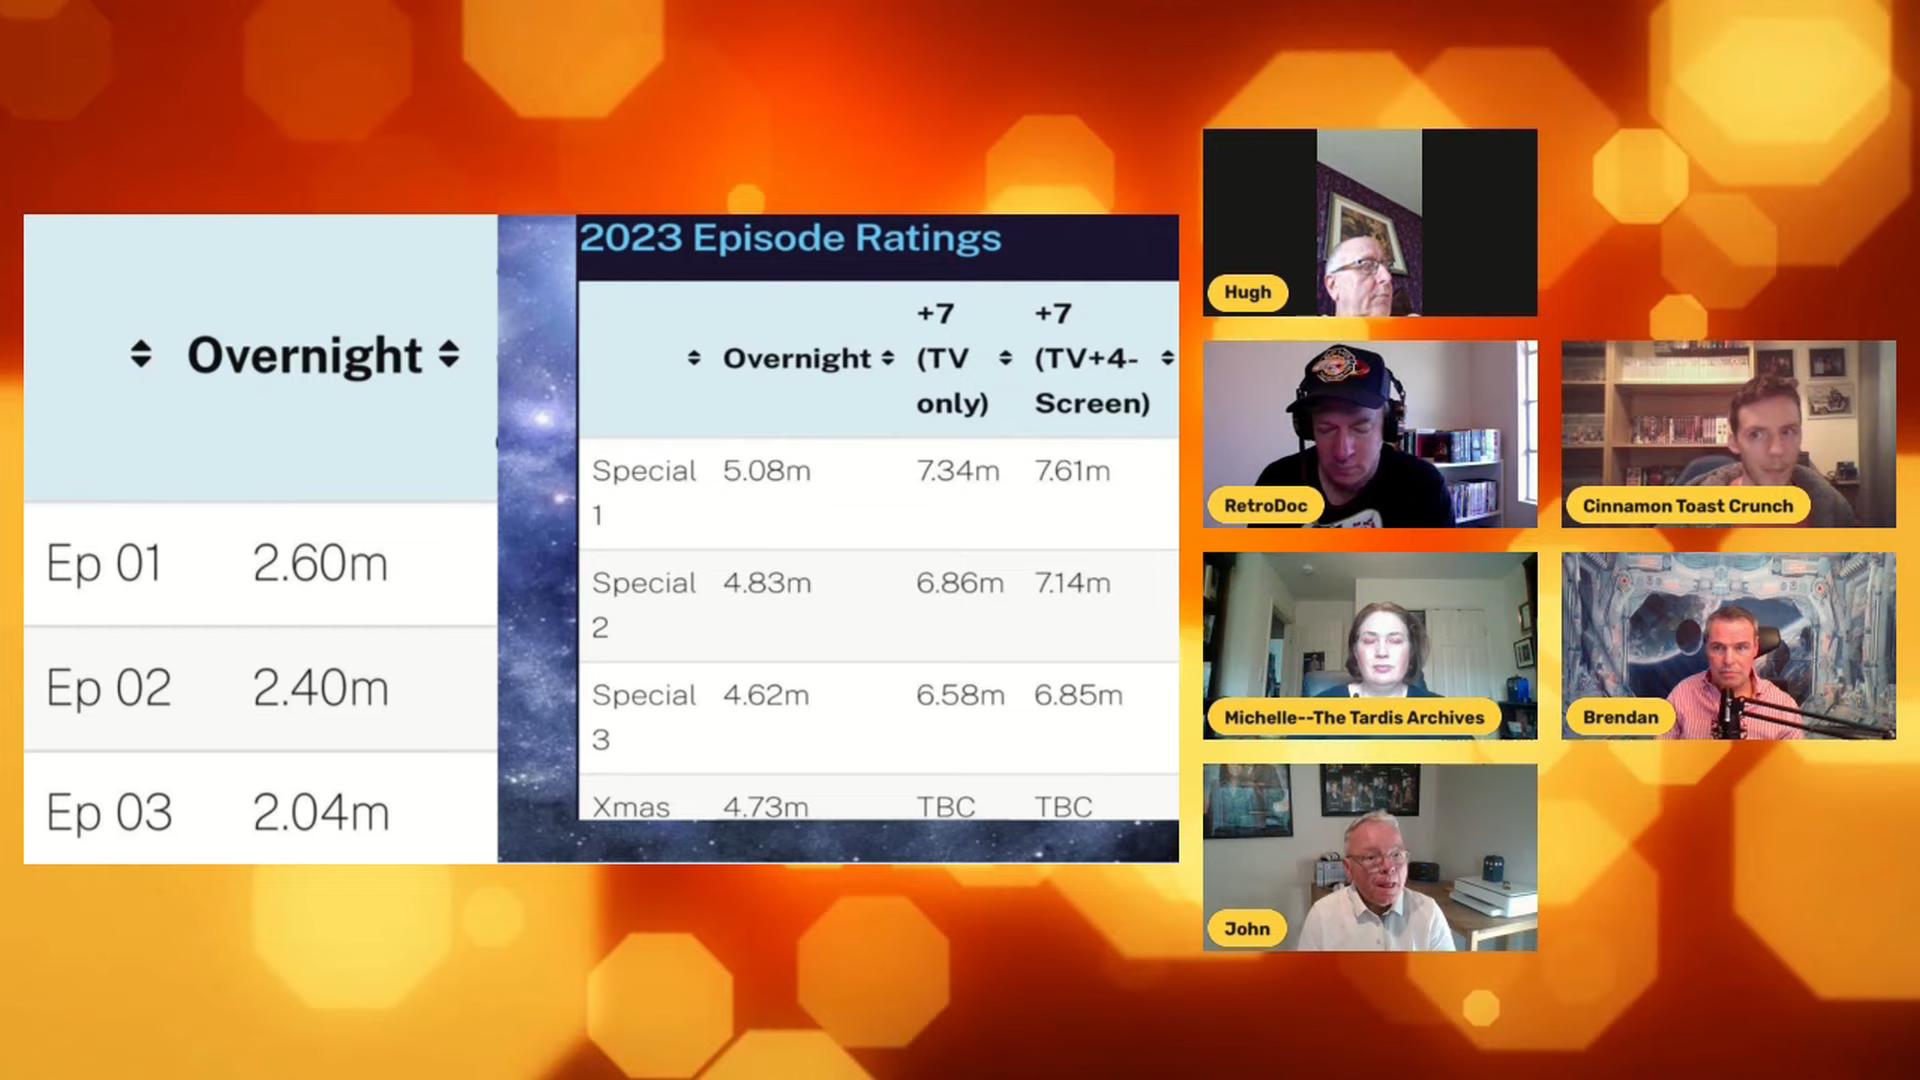 Overnight
Ep 01 2.60m
Ep 02 2.40m
Ep 03 2.04m
2023 Episode Ratings
Overnight +7 (TV only) +7 (TV+4-Screen)
Special 1 5.08m 7.34m 7.61m
Special 2 4.83m 6.86m 7.14m
Special 3 4.62m 6.58m 6.85m
Xmas 4.73m TBC TBC
Hugh
RetroDoc
Cinnamon Toast Crunch
Michelle--The Tardis Archives
Brendan
John